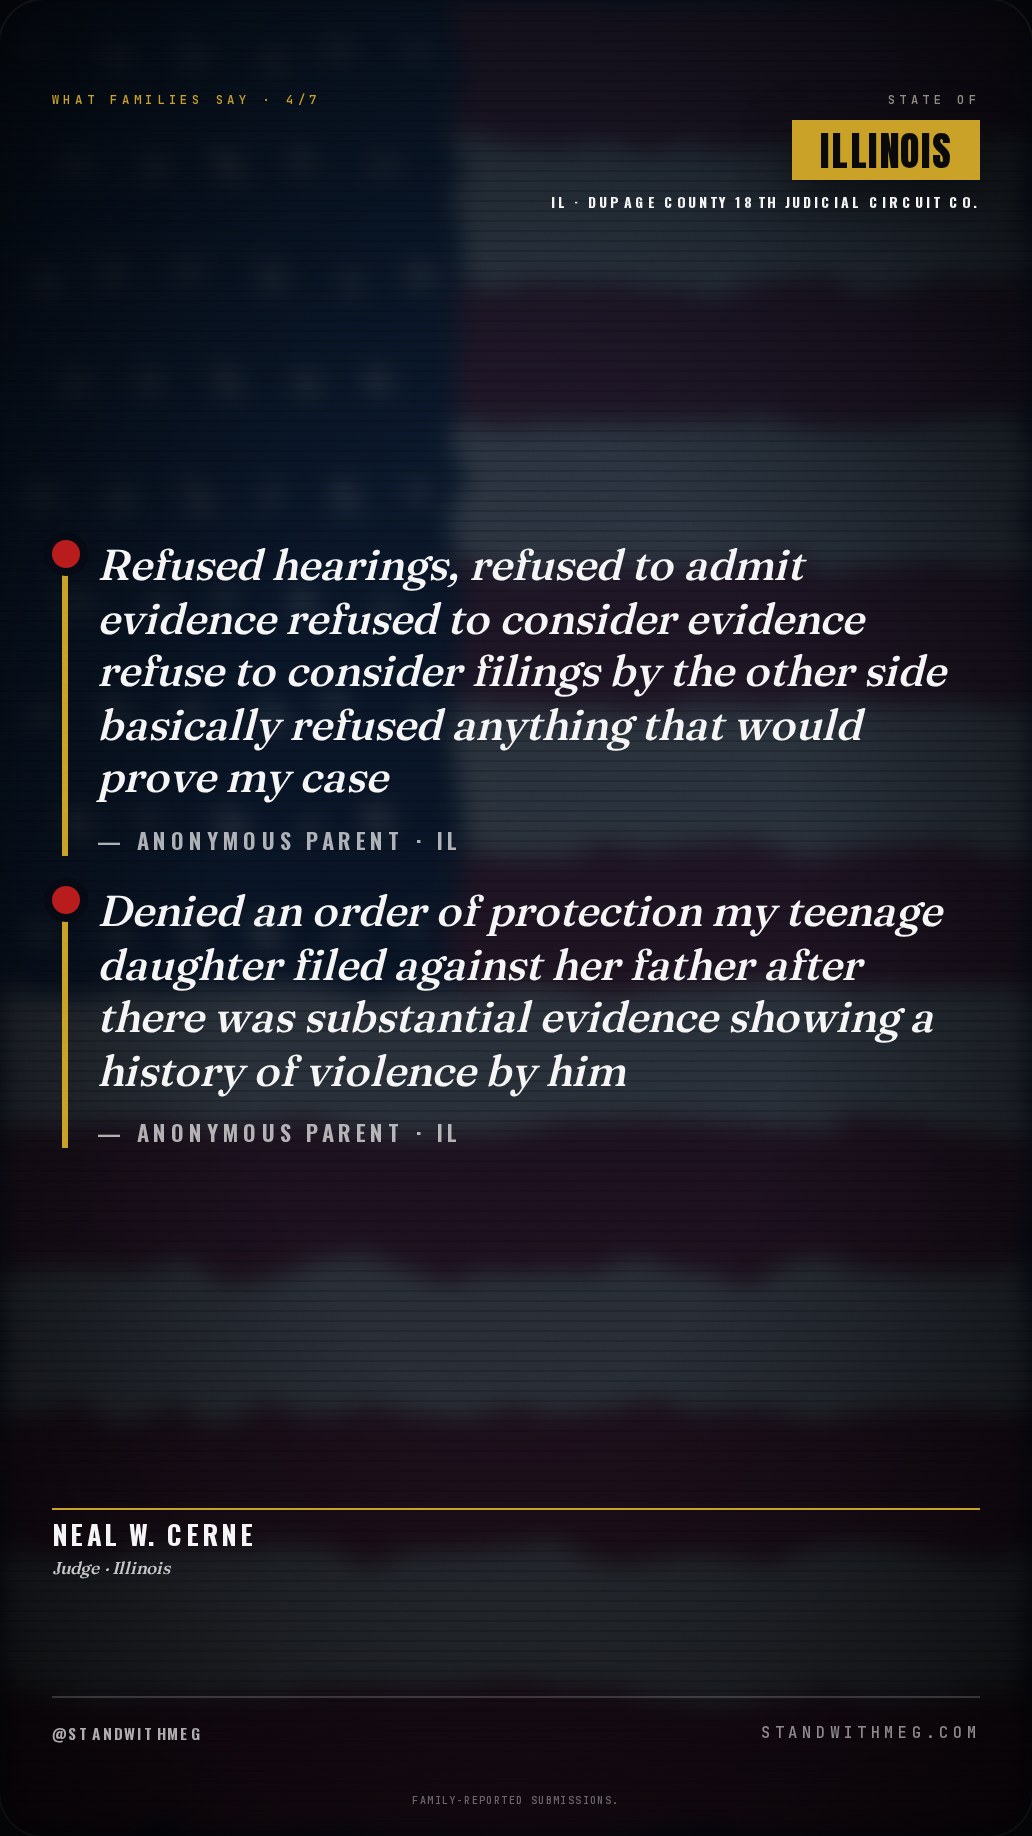 WHAT FAMILIES SAY · 4/7
STATE OF
ILLINOIS
IL · DUPAGE COUNTY 18TH JUDICIAL CIRCUIT CO.
Refused hearings, refused to admit
evidence refused to consider evidence
refuse to consider filings by the other side
basically refused anything that would
prove my case
— ANONYMOUS PARENT · IL
Denied an order of protection my teenage
daughter filed against her father after
there was substantial evidence showing a
history of violence by him
— ANONYMOUS PARENT · IL
NEAL W. CERNE
Judge · Illinois
@STANDWITHMEG
STANDWITHMEG.COM
FAMILY-REPORTED SUBMISSIONS.